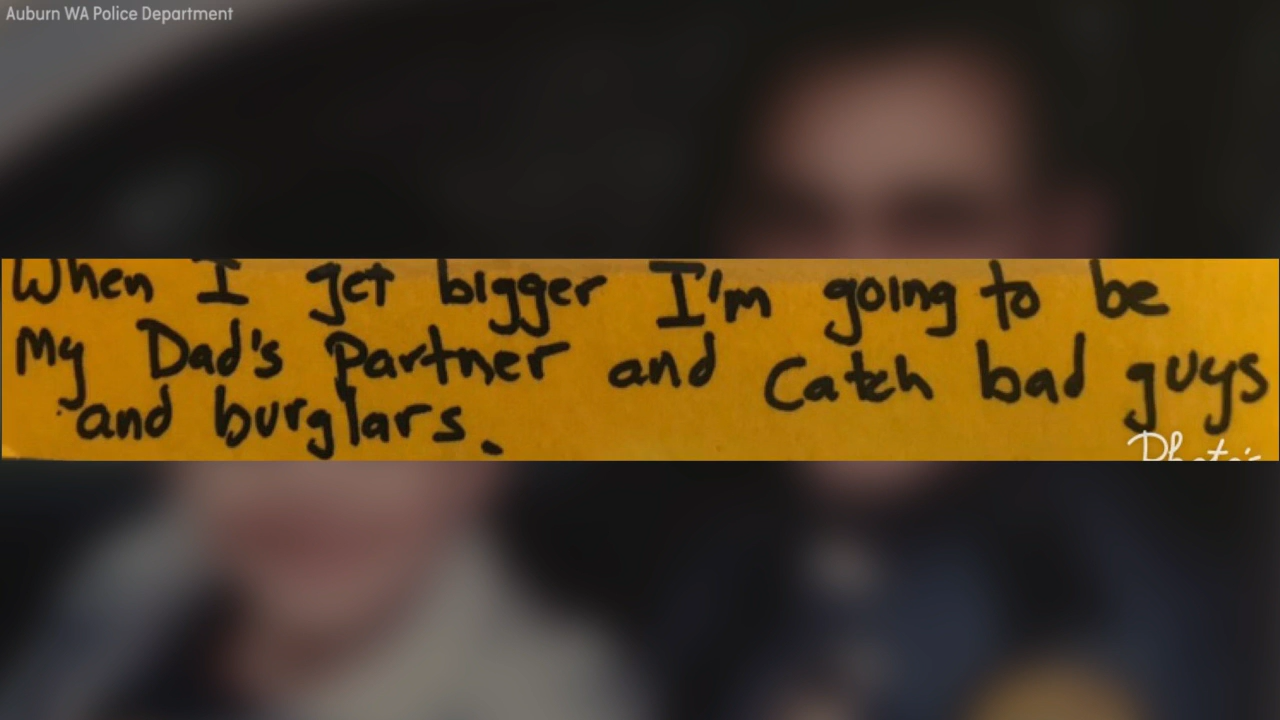 Auburn WA Police Department
When I get bigger I'm going to be
My Dad's Partner and Catch bad guys
and burglars.